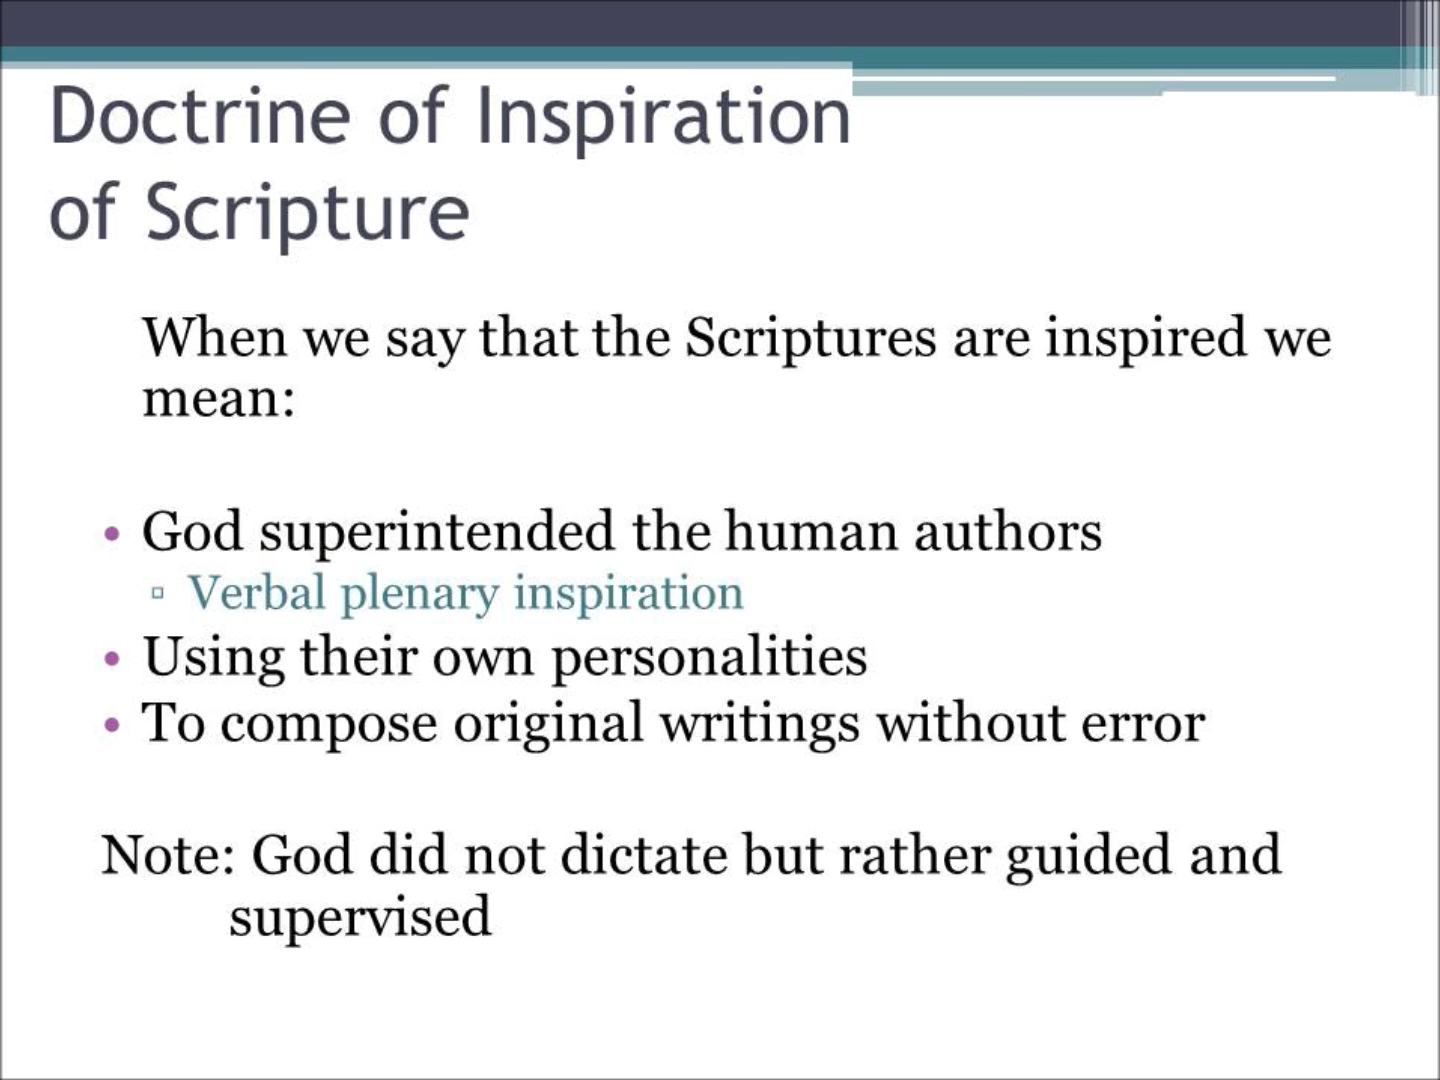 Doctrine of Inspiration
of Scripture
When we say that the Scriptures are inspired we
mean:
• God superintended the human authors
▫ Verbal plenary inspiration
• Using their own personalities
• To compose original writings without error
Note: God did not dictate but rather guided and
supervised